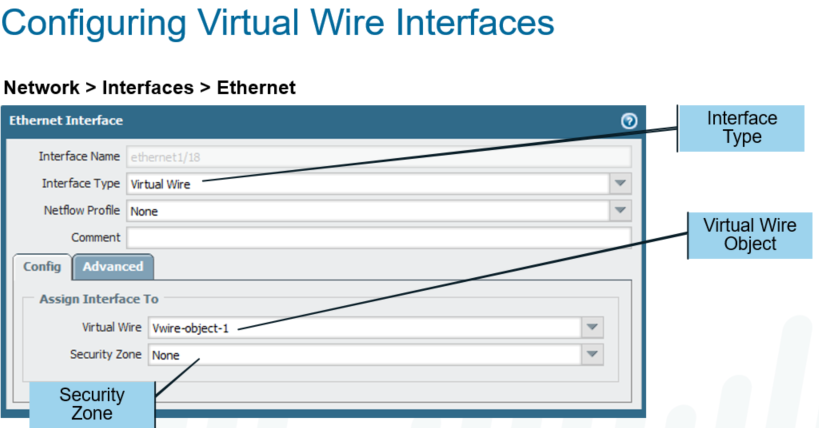 Configuring Virtual Wire Interfaces
Network > Interfaces > Ethernet
Ethernet Interface
Interface Name ethernet1/18
Interface Type Virtual Wire
Netflow Profile None
Comment
Config Advanced
Assign Interface To
Virtual Wire Vwire-object-1
Security Zone None
Interface
Type
Virtual Wire
Object
Security
Zone